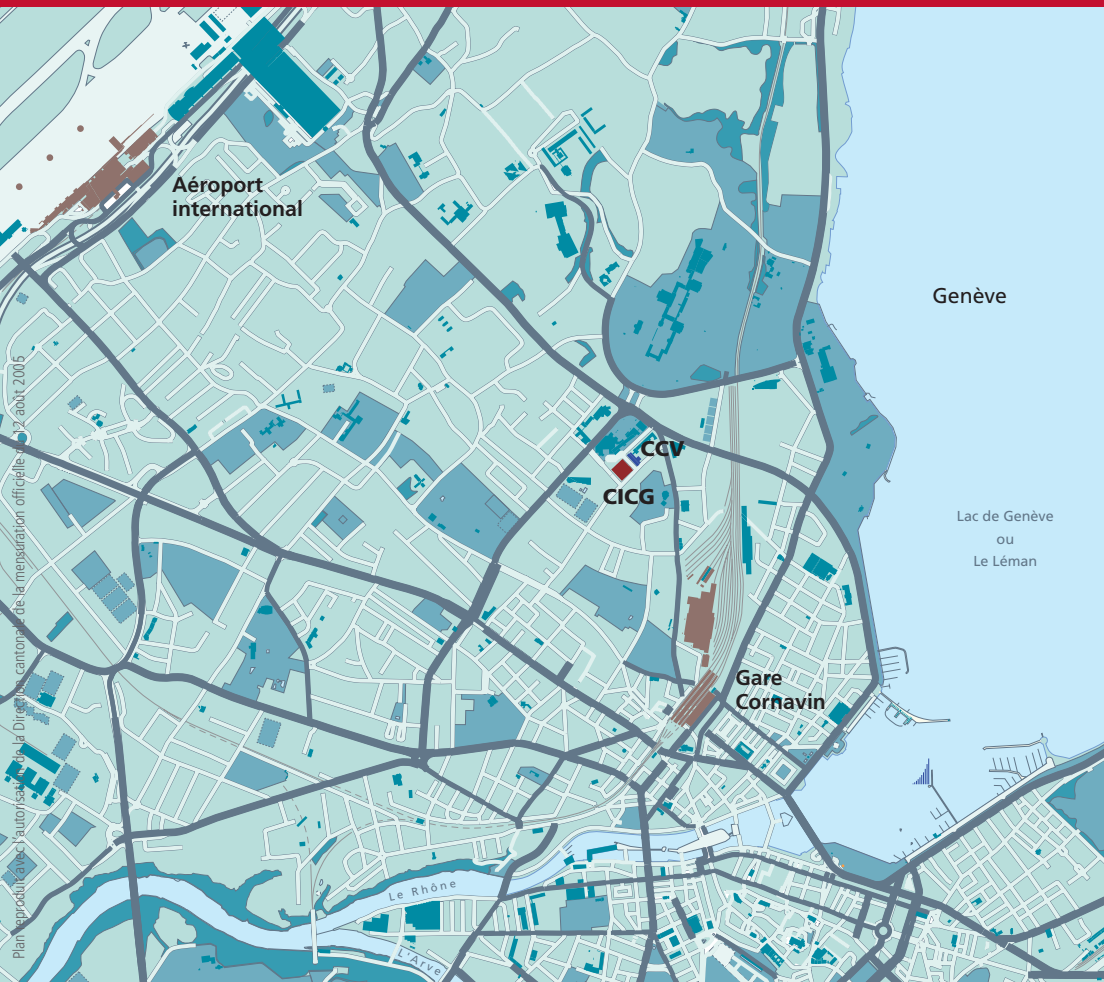 Aéroport
international
Genève
CCV
CICG
Lac de Genève
ou
Le Léman
Gare
Cornavin
Le Rhône
L'Arve
Plan reproduit avec l'autorisation de la Direction cantonale de la mensuration officielle du 12 août 2005